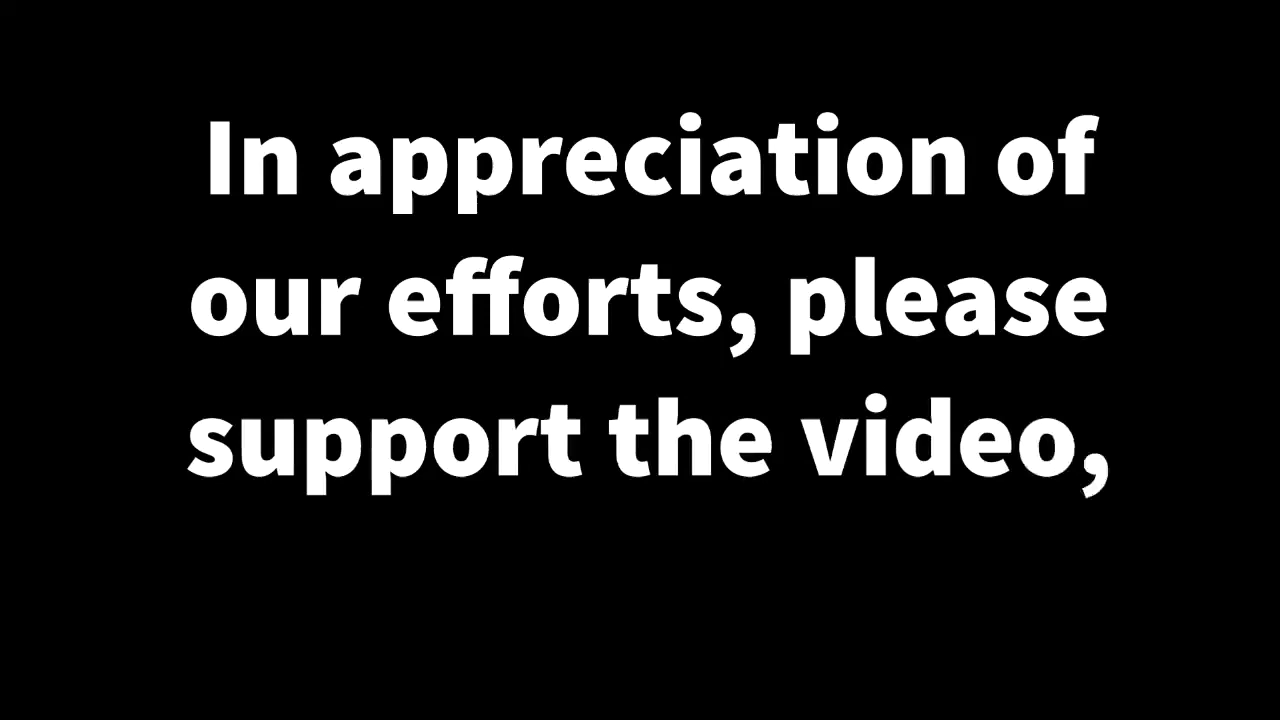 In appreciation of
our efforts, please
support the video,